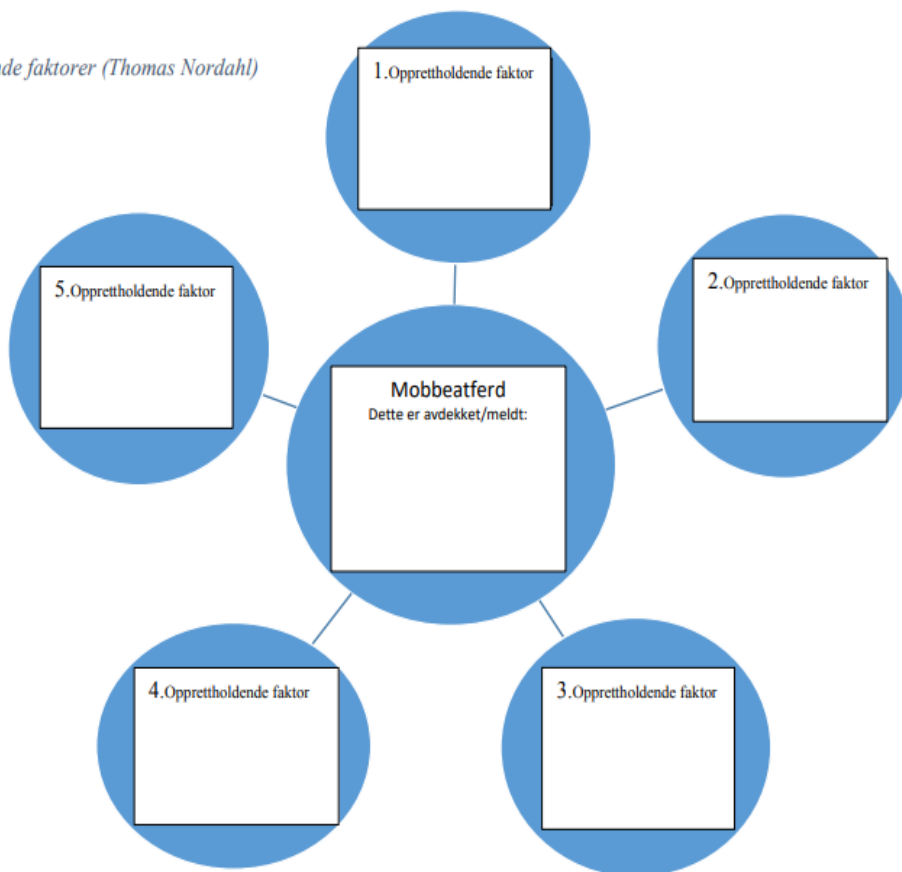 nde faktorer (Thomas Nordahl)
1.Opprettholdende faktor
5.Opprettholdende faktor
2.Opprettholdende faktor
Mobbeatferd
Dette er avdekket/meldt:
4.Opprettholdende faktor
3.Opprettholdende faktor